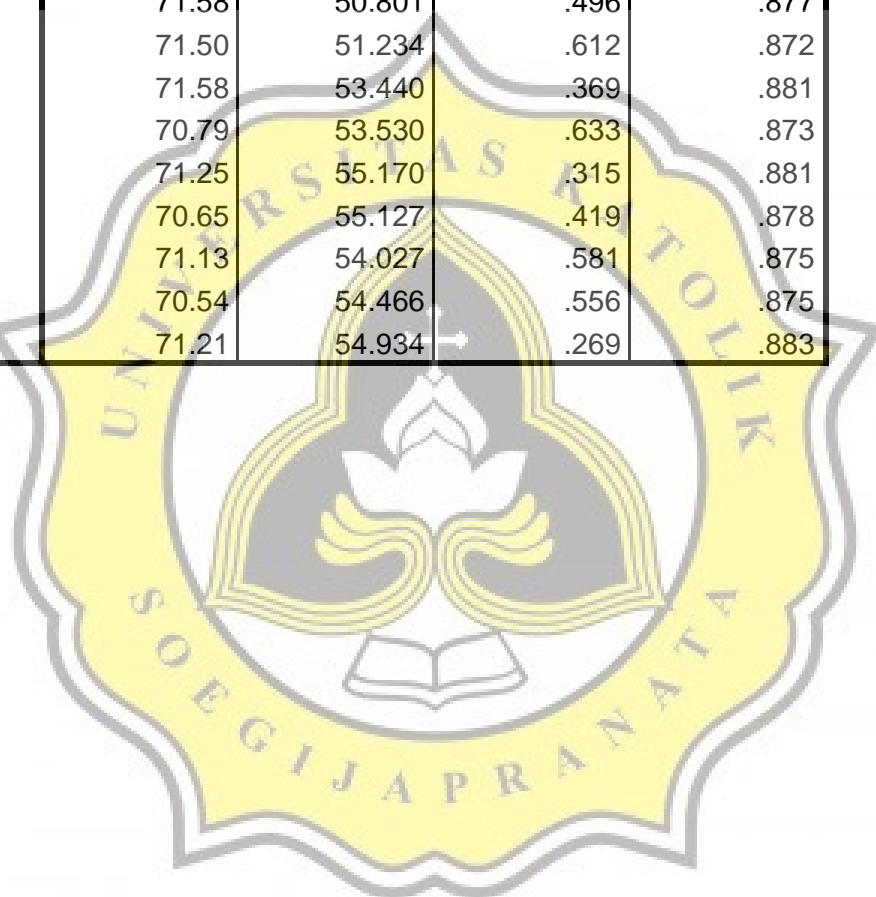 71.58 50.801 .496 .877
71.50 51.234 .612 .872
71.58 53.440 .369 .881
70.79 53.530 .633 .873
71.25 55.170 .315 .881
70.65 55.127 .419 .878
71.13 54.027 .581 .875
70.54 54.466 .556 .875
71.21 54.934 .269 .883
UNIVERSITAS KATOLIK
SOEGIJAPRANATA